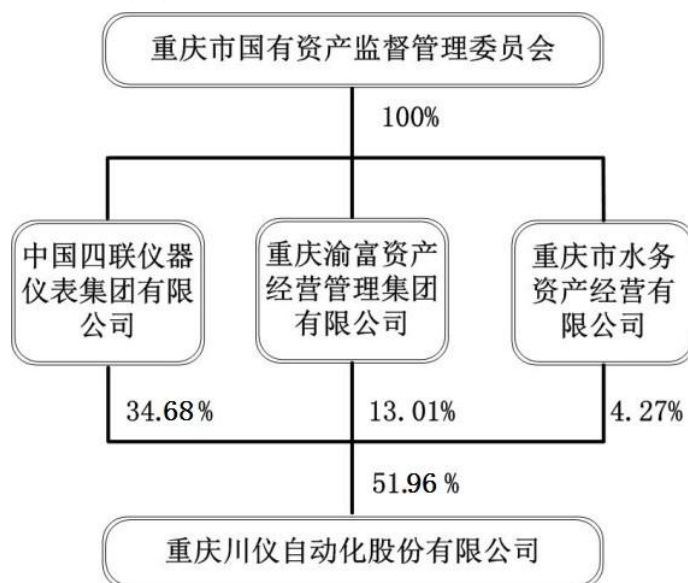 重庆市国有资产监督管理委员会
100%
中国四联仪器
仪表集团有限
公司
重庆渝富资产
经营管理集团
有限公司
重庆市水务
资产经营有
限公司
34.68%
13.01%
4.27%
51.96%
重庆川仪自动化股份有限公司